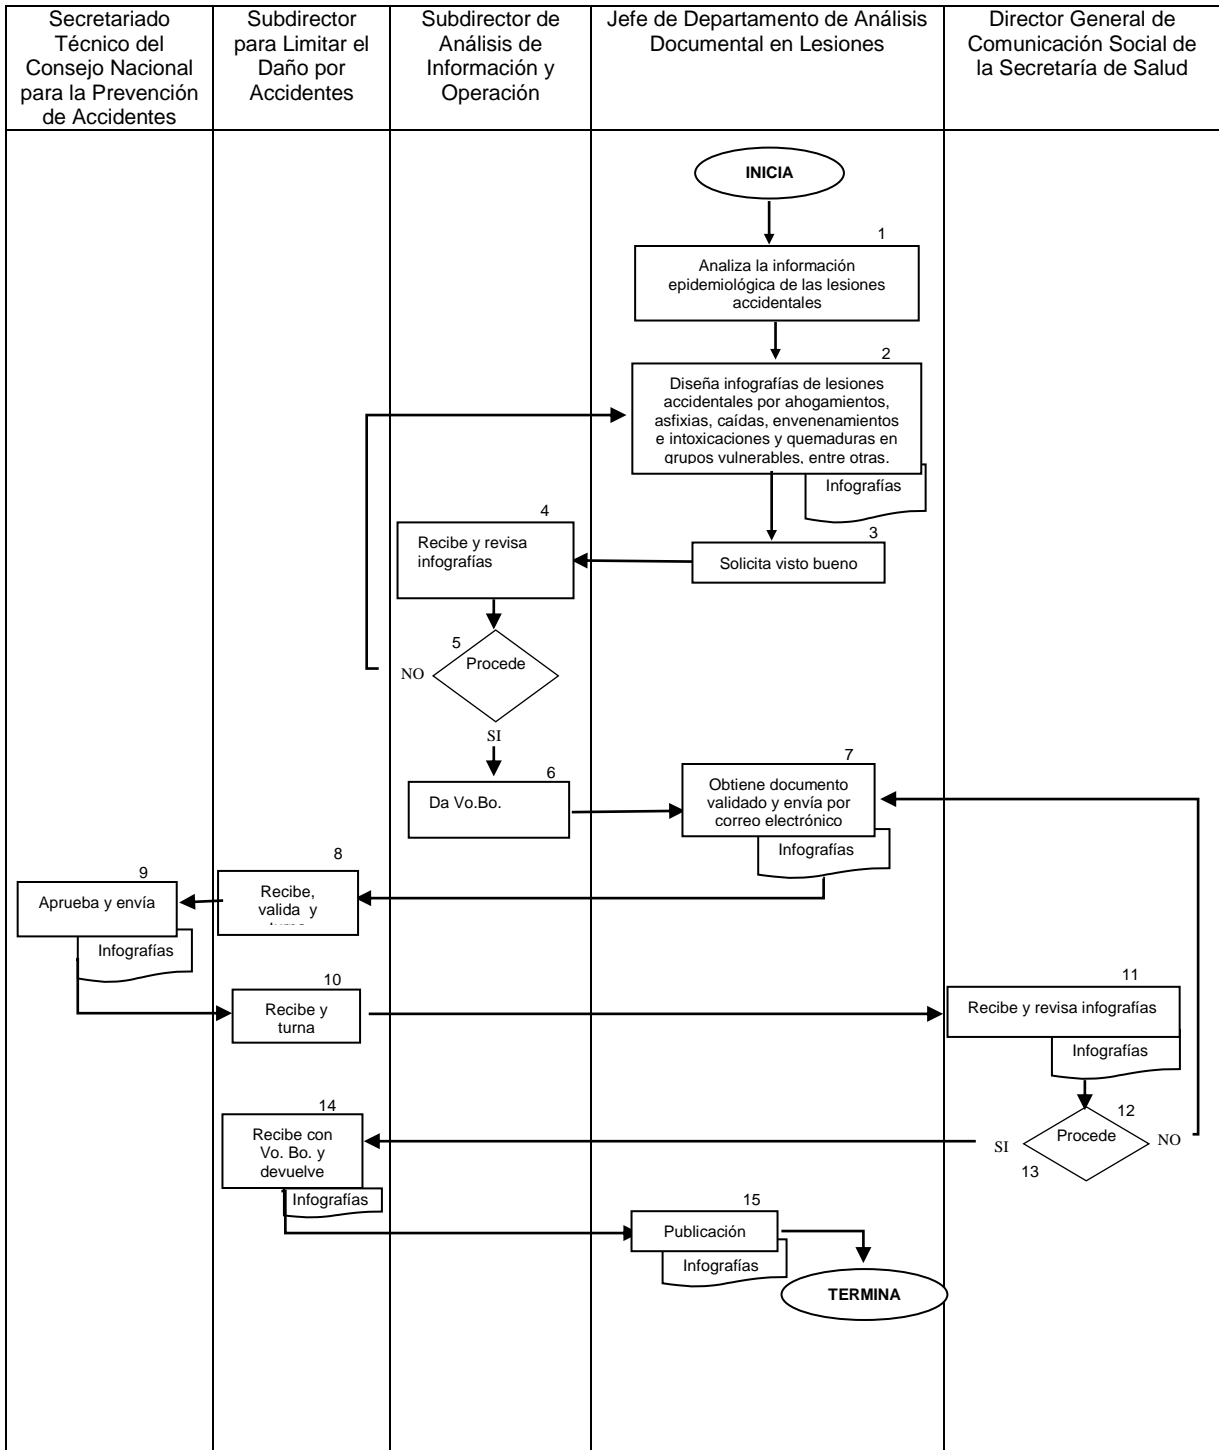 Secretariado
Técnico del
Consejo Nacional
para la Prevención
de Accidentes
Subdirector
para Limitar el
Daño por
Accidentes
Subdirector de
Análisis de
Información y
Operación
Jefe de Departamento de Análisis
Documental en Lesiones
Director General de
Comunicación Social de
la Secretaría de Salud
INICIA
1
Analiza la información
epidemiológica de las lesiones
accidentales
2
Diseña infografías de lesiones
accidentales por ahogamientos,
asfixias, caídas, envenenamientos
e intoxicaciones y quemaduras en
grupos vulnerables, entre otras.
Infografías
3
Solicita visto bueno
4
Recibe y revisa
infografías
5
Procede
NO
SI
6
Da Vo.Bo.
7
Obtiene documento
validado y envía por
correo electrónico
Infografías
8
Recibe,
valida y
9
Aprueba y envía
Infografías
10
Recibe y
turna
11
Recibe y revisa infografías
Infografías
12
Procede
NO
SI
13
14
Recibe con
Vo. Bo. y
devuelve
Infografías
15
Publicación
Infografías
TERMINA